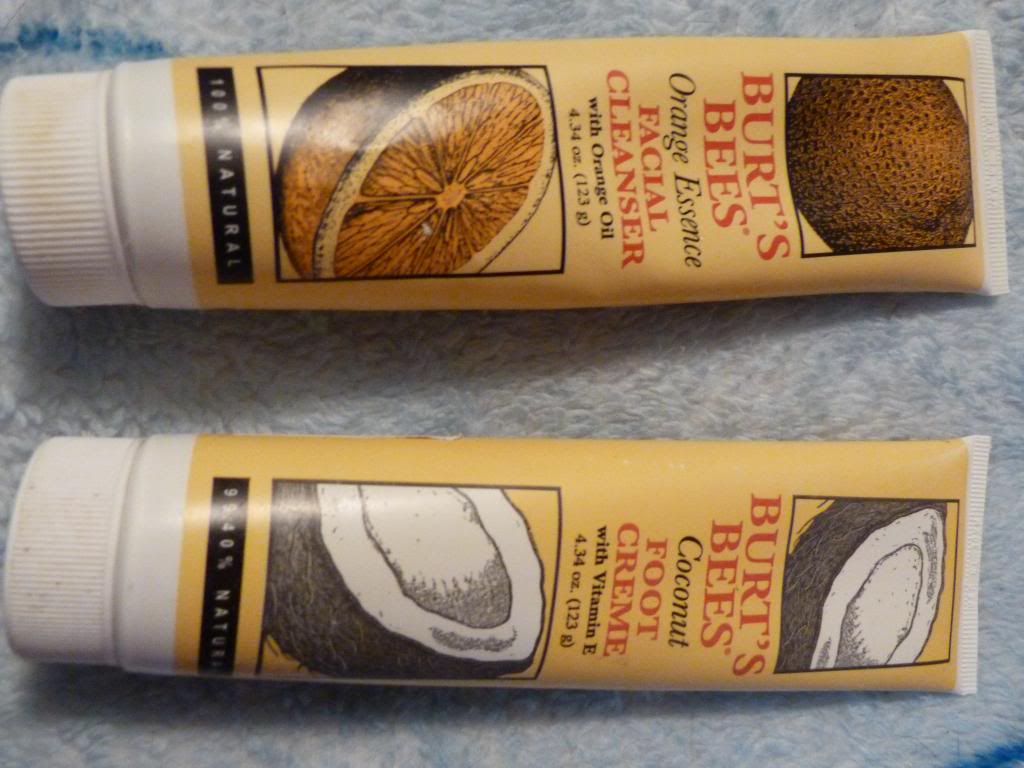 BURT'S
BEES®
Orange Essence
FACIAL
CLEANSER
with Orange Oil
4.34 oz. (123 g)
100% NATURAL
BURT'S
BEES®
Coconut
FOOT
CREME
with Vitamin E
4.34 oz. (123 g)